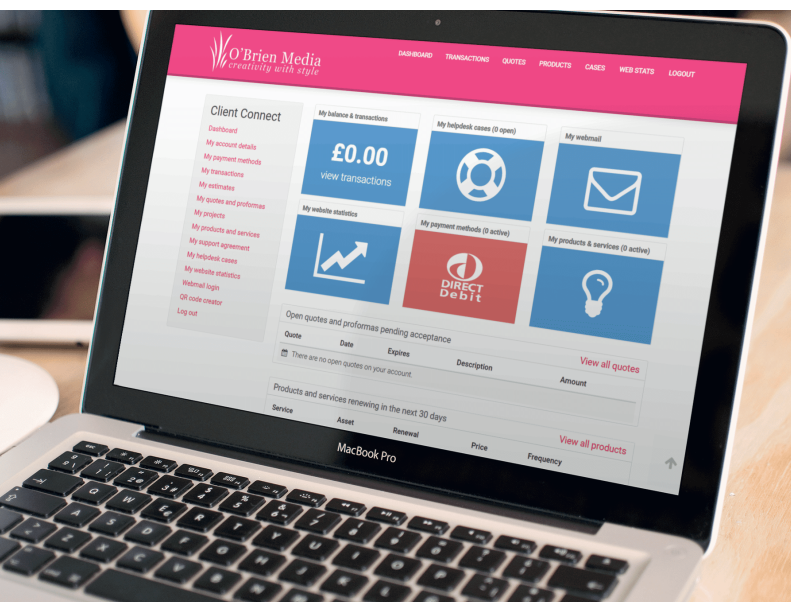 O'Brien Media
creativity with style
DASHBOARD TRANSACTIONS QUOTES PRODUCTS CASES WEB STATS LOGOUT
Client Connect
Dashboard
My account details
My payment methods
My transactions
My estimates
My quotes and proformas
My projects
My products and services
My support agreement
My helpdesk cases
My website statistics
Webmail login
QR code creator
Log out
My balance & transactions
£0.00
view transactions
My helpdesk cases (0 open)
My webmail
My website statistics
My payment methods (0 active)
DIRECT
Debit
My products & services (0 active)
Open quotes and proformas pending acceptance
View all quotes
Quote Date Expires Description Amount
There are no open quotes on your account.
Products and services renewing in the next 30 days
View all products
Service Asset Renewal Price Frequency
MacBook Pro